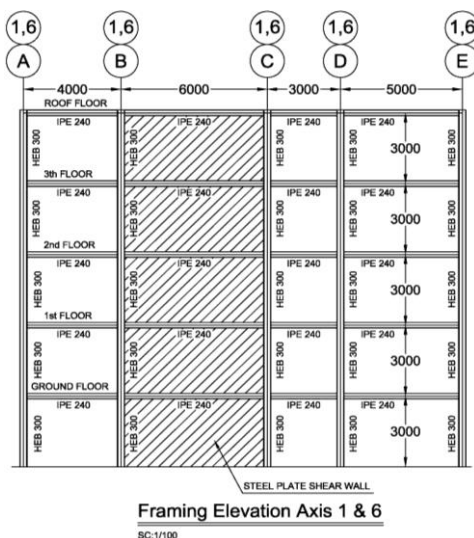 1,6 1,6 1,6 1,6 1,6
A B C D E
4000 6000 3000 5000
ROOF FLOOR
IPE 240 IPE 240 IPE 240 IPE 240
HEB 300 HEB 300 HEB 300 HEB 300 3000 HEB 300
3th FLOOR
IPE 240 IPE 240 IPE 240 IPE 240
HEB 300 HEB 300 HEB 300 HEB 300 3000 HEB 300
2nd FLOOR
IPE 240 IPE 240 IPE 240 IPE 240
HEB 300 HEB 300 HEB 300 HEB 300 3000 HEB 300
1st FLOOR
IPE 240 IPE 240 IPE 240 IPE 240
HEB 300 HEB 300 HEB 300 HEB 300 3000 HEB 300
GROUND FLOOR
IPE 240 IPE 240 IPE 240 IPE 240
HEB 300 HEB 300 HEB 300 HEB 300 3000 HEB 300
STEEL PLATE SHEAR WALL
Framing Elevation Axis 1 & 6
SC:1/100